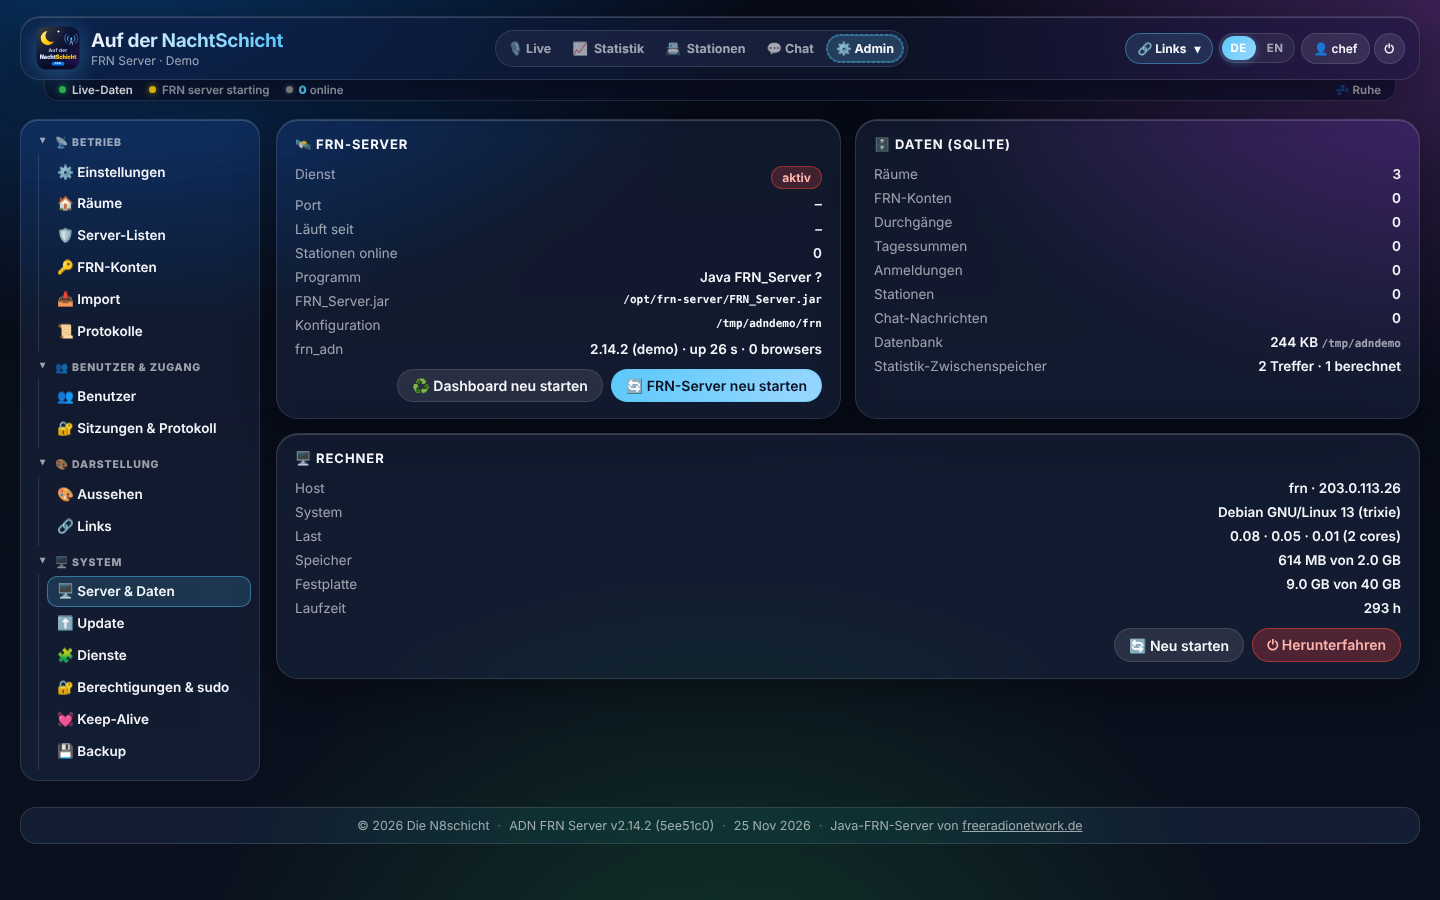 Auf der NachtSchicht
FRN Server · Demo
Live
Statistik
Stationen
Chat
Admin
Links ▾
DE
EN
chef
Live-Daten
FRN server starting
0 online
Ruhe
BETRIEB
Einstellungen
Räume
Server-Listen
FRN-Konten
Import
Protokolle
BENUTZER & ZUGANG
Benutzer
Sitzungen & Protokoll
DARSTELLUNG
Aussehen
Links
SYSTEM
Server & Daten
Update
Dienste
Berechtigungen & sudo
Keep-Alive
Backup
FRN-SERVER
Dienst aktiv
Port –
Läuft seit –
Stationen online 0
Programm Java FRN_Server ?
FRN_Server.jar /opt/frn-server/FRN_Server.jar
Konfiguration /tmp/adndemo/frn
frn_adn 2.14.2 (demo) · up 26 s · 0 browsers
Dashboard neu starten
FRN-Server neu starten
DATEN (SQLITE)
Räume 3
FRN-Konten 0
Durchgänge 0
Tagessummen 0
Anmeldungen 0
Stationen 0
Chat-Nachrichten 0
Datenbank 244 KB /tmp/adndemo
Statistik-Zwischenspeicher 2 Treffer · 1 berechnet
RECHNER
Host frn · 203.0.113.26
System Debian GNU/Linux 13 (trixie)
Last 0.08 · 0.05 · 0.01 (2 cores)
Speicher 614 MB von 2.0 GB
Festplatte 9.0 GB von 40 GB
Laufzeit 293 h
Neu starten
Herunterfahren
© 2026 Die N8schicht · ADN FRN Server v2.14.2 (5ee51c0) · 25 Nov 2026 · Java-FRN-Server von freeradionetwork.de